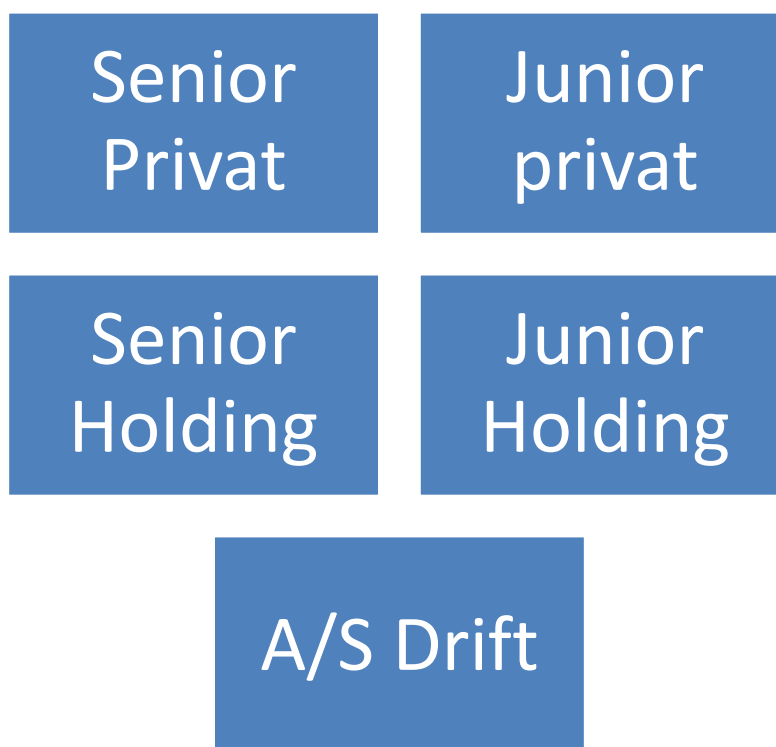 Senior
Privat
Junior
privat
Senior
Holding
Junior
Holding
A/S Drift